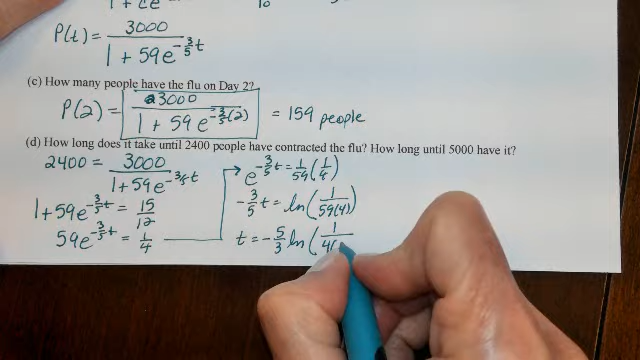 1 + Ce 10
P(t) = 3000 / (1 + 59e^(-3/5 t))
(c) How many people have the flu on Day 2?
P(2) = 3000 / (1 + 59e^(-3/5(2))) = 159 people
(d) How long does it take until 2400 people have contracted the flu? How long until 5000 have it?
2400 = 3000 / (1 + 59e^(-3/5 t))
1 + 59e^(-3/5 t) = 15/12
59e^(-3/5 t) = 1/4
e^(-3/5 t) = 1/59 (1/4)
-3/5 t = ln(1/(59(4)))
t = -5/3 ln(1/4(